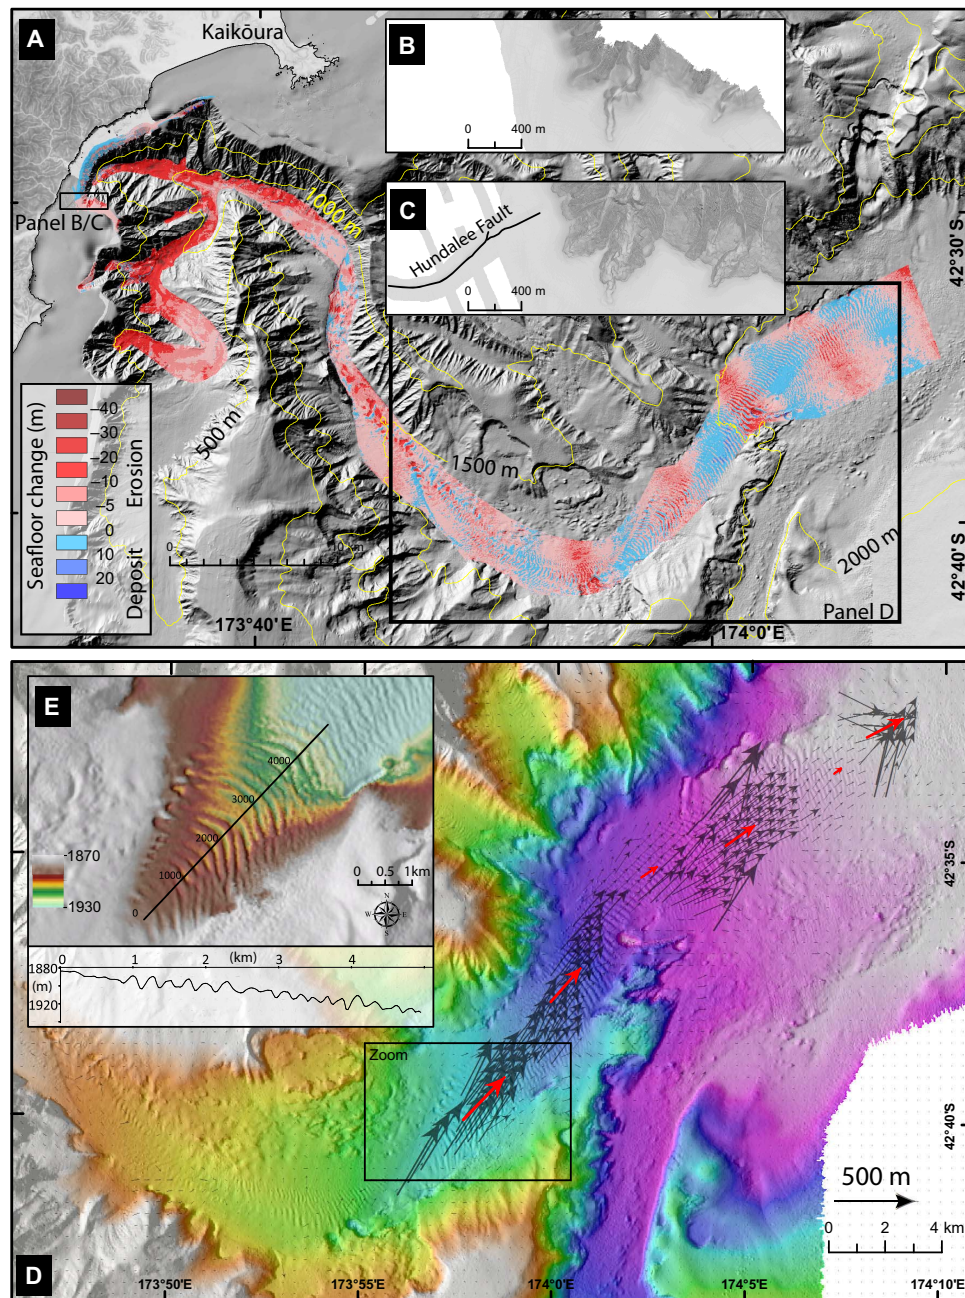 A
Kaikōura
B
0 400 m
Panel B/C
1000 m
C
Hundalee Fault
0 400 m
42°30' S
Seafloor change (m)
–40
–30
–20
–10
–5
0
10
20
Erosion
Deposit
500 m
1500 m
0
2000 m
42°40' S
Panel D
173°40' E
174°0' E
E
4000
3000
2000
1000
0
-1870
-1930
0 0.5 1km
N
W E
S
0 1 2 (km) 3 4
1880
(m)
1920
Zoom
42°35'S
42°40'S
500 m
0 2 4 km
D
173°50'E
173°55'E
174°0'E
174°5'E
174°10'E